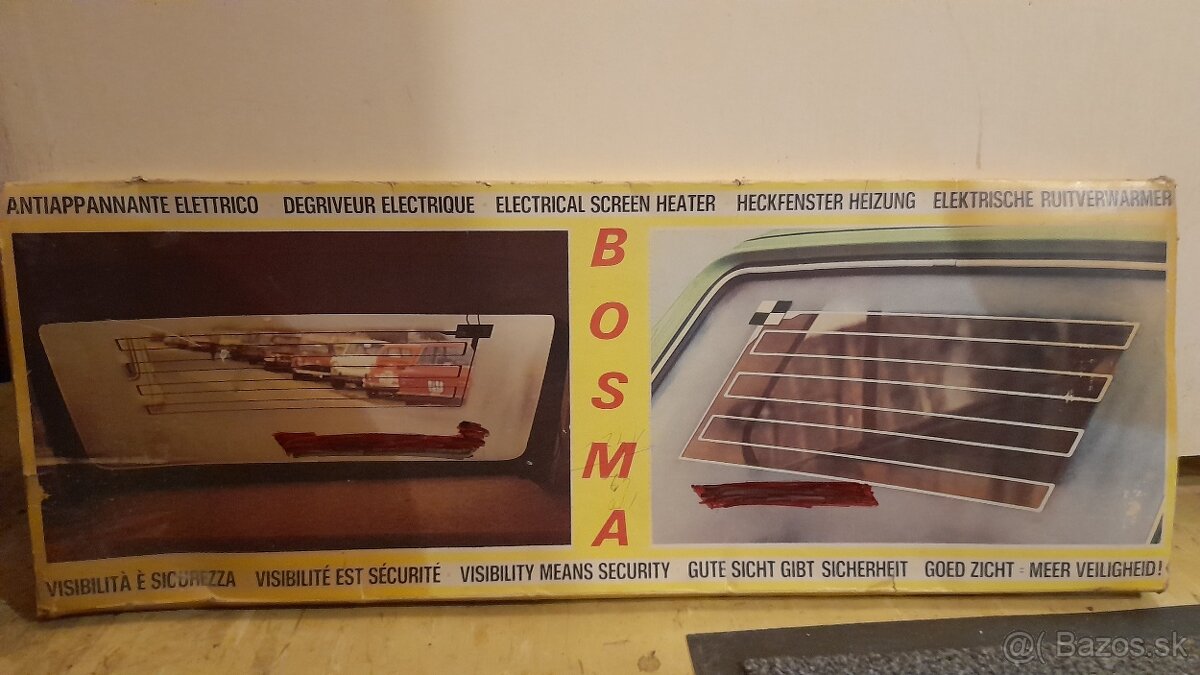 ANTIAPPANNANTE ELETTRICO DEGRIVEUR ELECTRIQUE ELECTRICAL SCREEN HEATER HECKFENSTER HEIZUNG ELEKTRISCHE RUITVERWARMER
BOSMA
VISIBILITÀ È SICUREZZA VISIBILITÉ EST SÉCURITÉ VISIBILITY MEANS SECURITY GUTE SICHT GIBT SICHERHEIT GOED ZICHT = MEER VEILIGHEID!
@( Bazos.sk